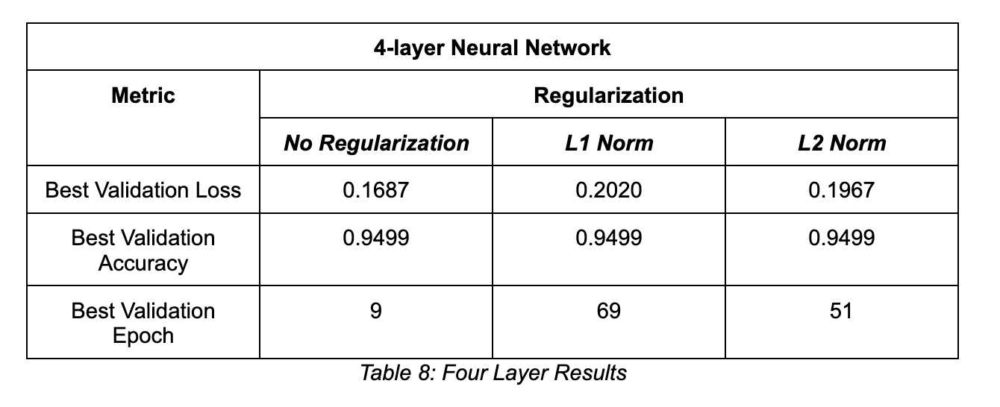 4-layer Neural Network
Metric
Regularization
No Regularization
L1 Norm
L2 Norm
Best Validation Loss
0.1687
0.2020
0.1967
Best Validation
Accuracy
0.9499
0.9499
0.9499
Best Validation
Epoch
9
69
51
Table 8: Four Layer Results